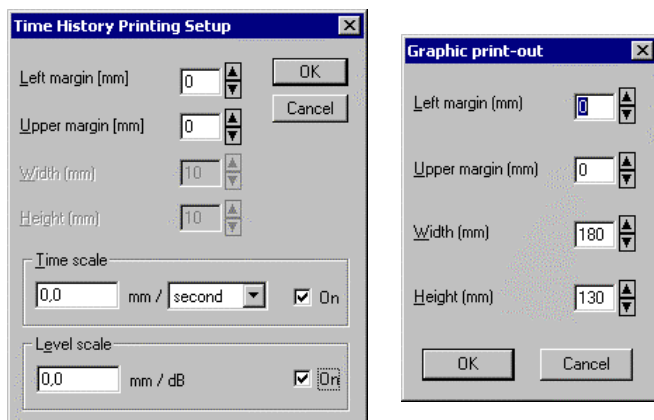 Time History Printing Setup
Left margin [mm] 0 OK
Upper margin [mm] 0 Cancel
Width (mm) 10
Height (mm) 10
Time scale
0,0 mm / second On
Level scale
0,0 mm / dB On
Graphic print-out
Left margin (mm) 0
Upper margin (mm) 0
Width (mm) 180
Height (mm) 130
OK Cancel